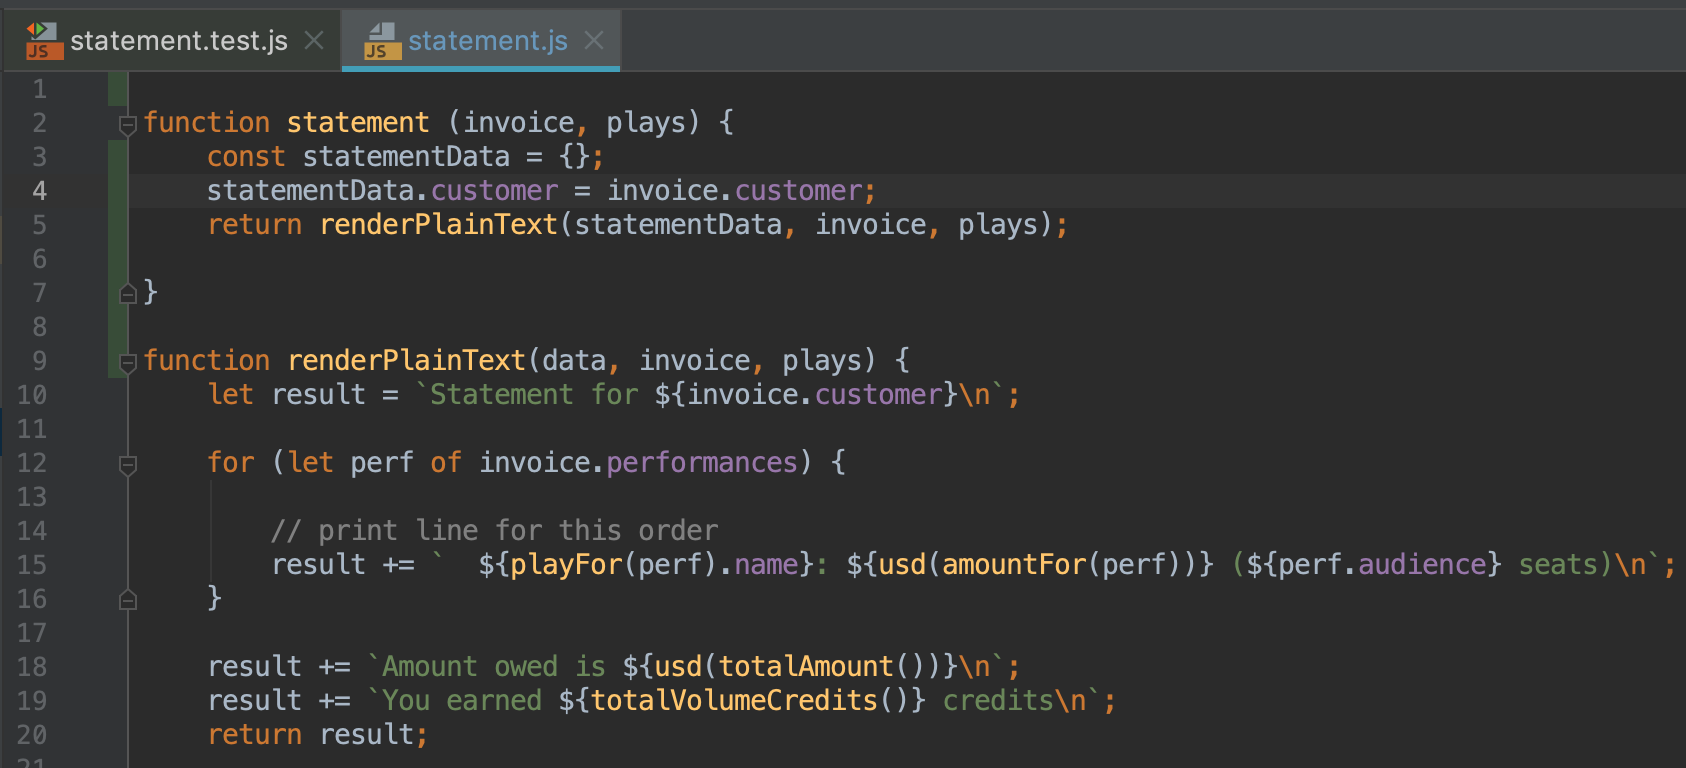 JS statement.test.js × JS statement.js ×
1
2 function statement (invoice, plays) {
3     const statementData = {};
4     statementData.customer = invoice.customer;
5     return renderPlainText(statementData, invoice, plays);
6
7 }
8
9 function renderPlainText(data, invoice, plays) {
10     let result = `Statement for ${invoice.customer}\n`;
11
12     for (let perf of invoice.performances) {
13
14         // print line for this order
15         result += `  ${playFor(perf).name}: ${usd(amountFor(perf))} (${perf.audience} seats)\n`;
16     }
17
18     result += `Amount owed is ${usd(totalAmount())}\n`;
19     result += `You earned ${totalVolumeCredits()} credits\n`;
20     return result;
21